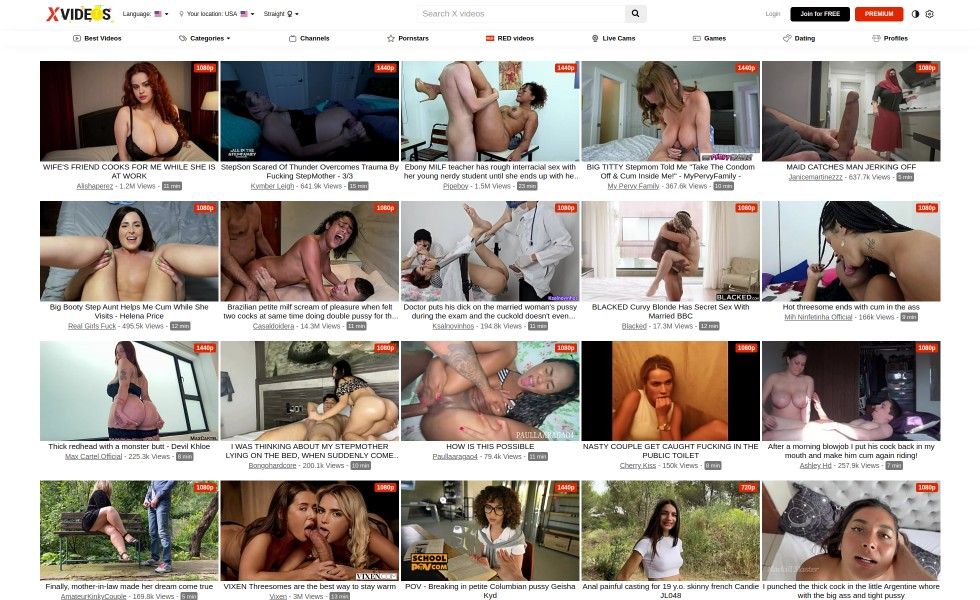 XVIDEOS
Language:
Your location: USA
Straight
Search X videos
Login
Join for FREE
PREMIUM
Best Videos
Categories
Channels
Pornstars
RED videos
Live Cams
Games
Dating
Profiles
1080p
1440p
1440p
1440p
1080p
WIFE'S FRIEND COOKS FOR ME WHILE SHE IS
AT WORK
Alishaperez - 1.2M Views - 11 min
StepSon Scared Of Thunder Overcomes Trauma By
Fucking StepMother - 3/3
Kymber Leigh - 641.9k Views - 15 min
Ebony MILF teacher has rough interracial sex with
her young nerdy student until she ends up with he...
Pipeboy - 1.5M Views - 23 min
BIG TITTY Stepmom Told Me "Take The Condom
Off & Cum Inside Me!" - MyPervyFamily -
My Pervy Family - 367.6k Views - 10 min
MAID CATCHES MAN JERKING OFF
Janicemartinezzz - 637.7k Views - 5 min
1080p
1080p
1080p
1080p
1080p
Ksalnovinhos
BLACKED
Big Booty Step Aunt Helps Me Cum While She
Visits - Helena Price
Real Girls Fuck - 495.5k Views - 12 min
Brazilian petite milf scream of pleasure when felt
two cocks at same time doing double pussy for th...
Casaldoidera - 14.3M Views - 11 min
Doctor puts his dick on the married woman's pussy
during the exam and the cuckold doesn't even...
Ksalnovinhos - 194.8k Views - 11 min
BLACKED Curvy Blonde Has Secret Sex With
Married BBC
Blacked - 17.3M Views - 12 min
Hot threesome ends with cum in the ass
Mih Ninfetinha Official - 166k Views - 9 min
1440p
1080p
1080p
1080p
1080p
MAXCARTEL
PAULLAARAGAO4
Thick redhead with a monster butt - Devil Khloe
Max Cartel Official - 225.3k Views - 8 min
I WAS THINKING ABOUT MY STEPMOTHER
LYING ON THE BED, WHEN SUDDENLY COME...
Bongohardcore - 200.1k Views - 10 min
HOW IS THIS POSSIBLE
Paullaaragao4 - 79.4k Views - 11 min
NASTY COUPLE GET CAUGHT FUCKING IN THE
PUBLIC TOILET
Cherry Kiss - 150k Views - 8 min
After a morning blowjob I put his cock back in my
mouth and make him cum again riding!
Ashley Hd - 257.9k Views - 7 min
1080p
1080p
1440p
720p
1080p
VIXEN
SCHOOL
POV.COM
Finally, mother-in-law made her dream come true
AmateurKinkyCouple - 169.8k Views - 5 min
VIXEN Threesomes are the best way to stay warm
Vixen - 3M Views - 13 min
POV - Breaking in petite Columbian pussy Geisha
Kyd
Anal painful casting for 19 y.o. skinny french Candie
JL048
I punched the thick cock in the little Argentine whore
with the big ass and tight pussy